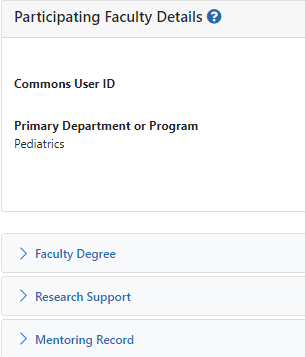 Participating Faculty Details ?
Commons User ID
Primary Department or Program
Pediatrics
Faculty Degree
Research Support
Mentoring Record